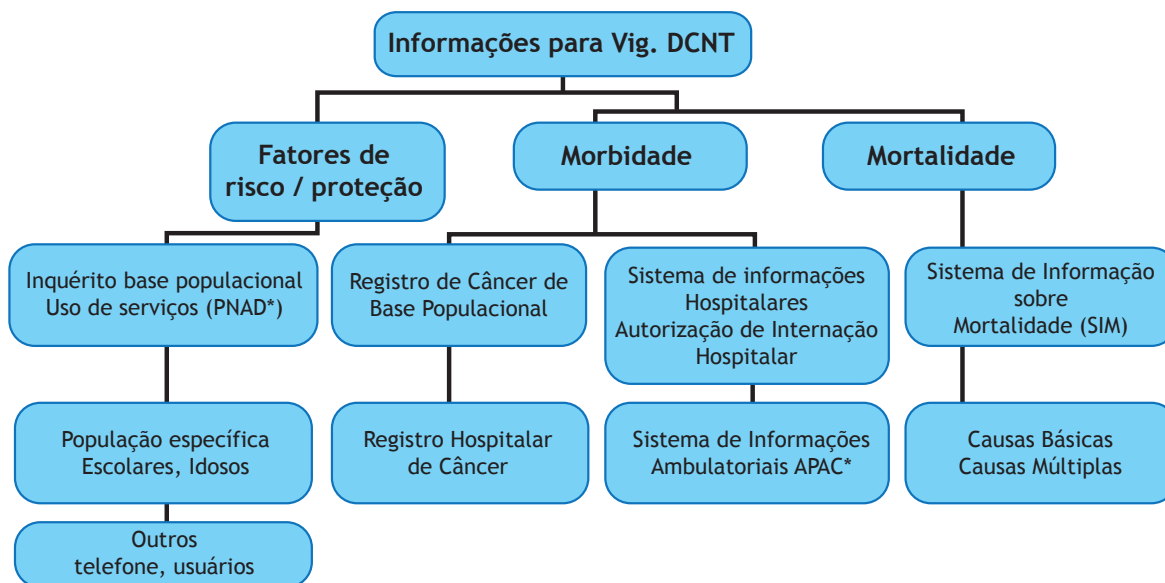 Informações para Vig. DCNT
Fatores de
risco / proteção
Morbidade
Mortalidade
Inquérito base populacional
Uso de serviços (PNAD*)
Registro de Câncer de
Base Populacional
Sistema de informações
Hospitalares
Autorização de Internação
Hospitalar
Sistema de Informação
sobre
Mortalidade (SIM)
População específica
Escolares, Idosos
Registro Hospitalar
de Câncer
Sistema de Informações
Ambulatoriais APAC*
Causas Básicas
Causas Múltiplas
Outros
telefone, usuários